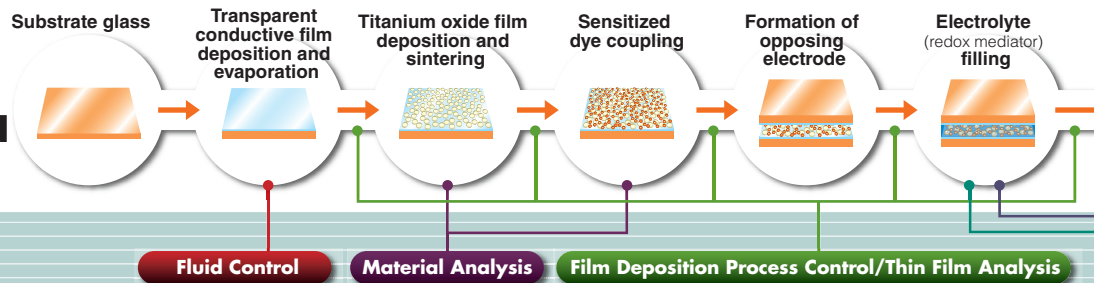 Substrate glass
Transparent
conductive film
deposition and
evaporation
Titanium oxide film
deposition and
sintering
Sensitized
dye coupling
Formation of
opposing
electrode
Electrolyte
(redox mediator)
filling
Fluid Control
Material Analysis
Film Deposition Process Control/Thin Film Analysis